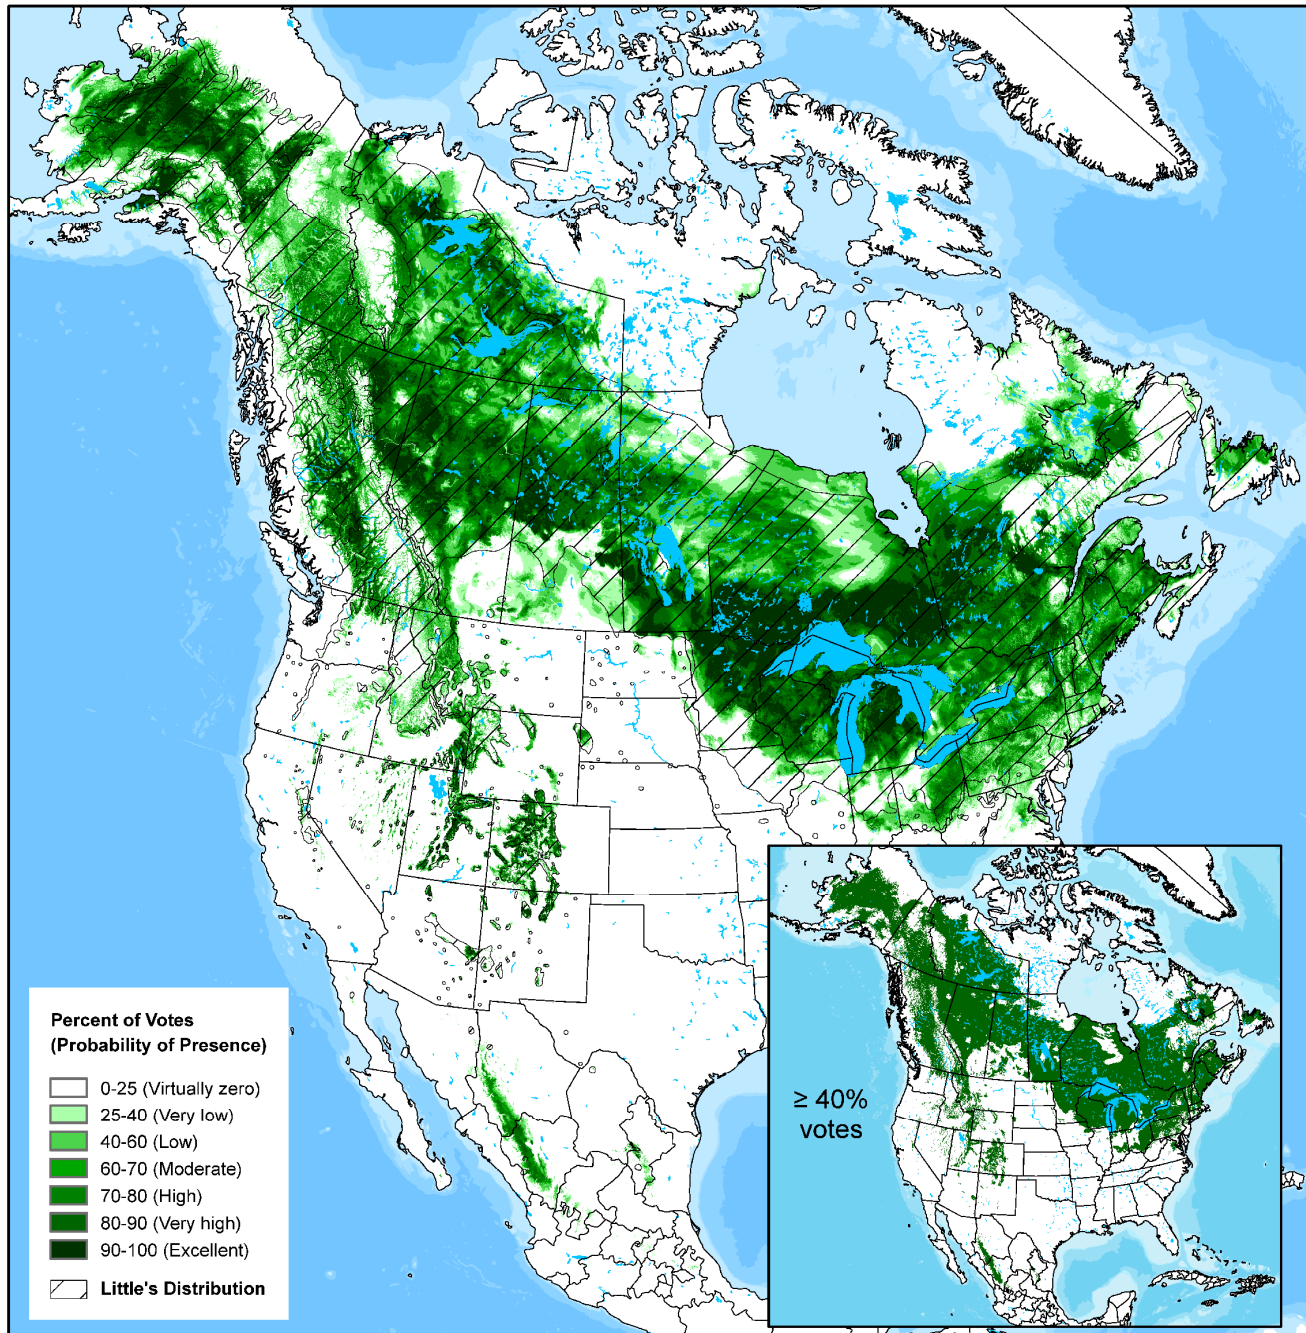 Percent of Votes
(Probability of Presence)
0-25 (Virtually zero)
25-40 (Very low)
40-60 (Low)
60-70 (Moderate)
70-80 (High)
80-90 (Very high)
90-100 (Excellent)
Little's Distribution
≥ 40%
votes